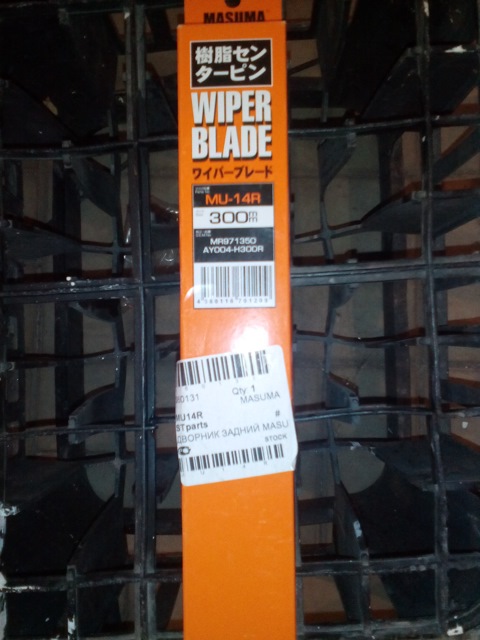 MASUMA
樹脂セン
ターピン
WIPER
BLADE
ワイパーブレード
MU-14R
300mm
MR971350
AY004-H300R
Qty 1
MASUMA
MU14R
#
STparts
ДВОРНИК ЗАДНИЙ MASU
stock